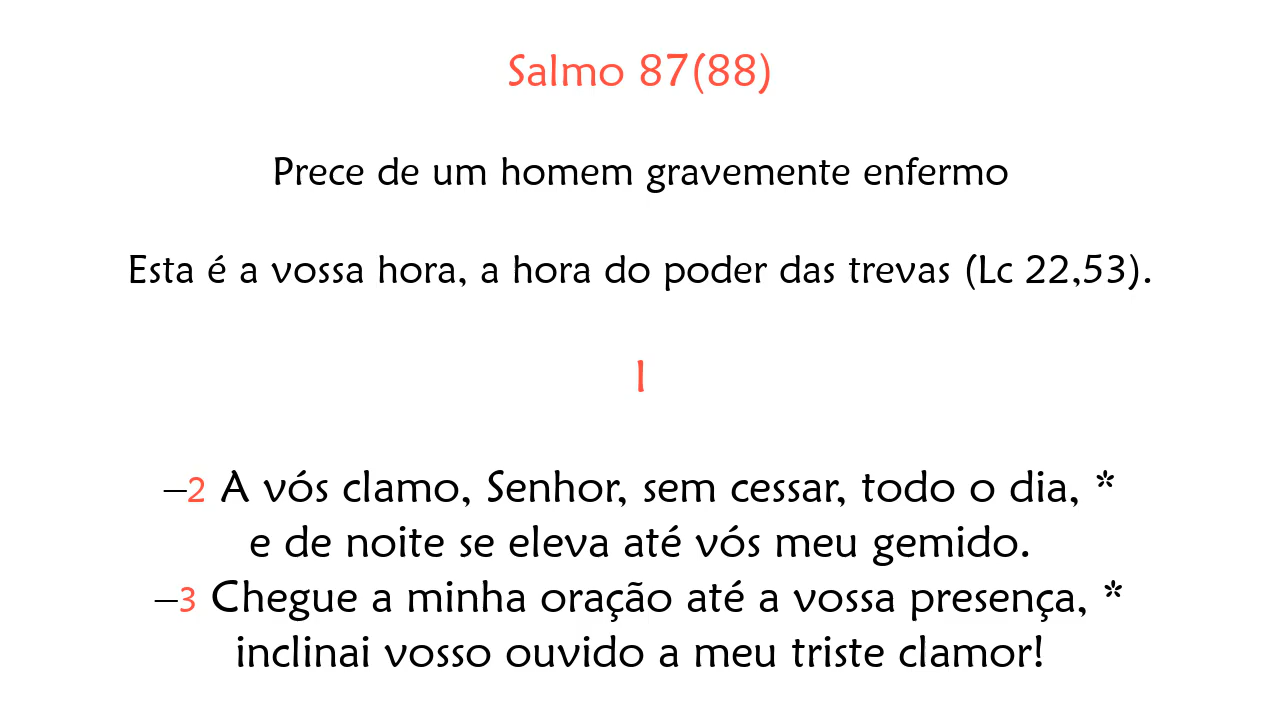 Salmo 87(88)
Prece de um homem gravemente enfermo
Esta é a vossa hora, a hora do poder das trevas (Lc 22,53).
I
–2 A vós clamo, Senhor, sem cessar, todo o dia, *
e de noite se eleva até vós meu gemido.
–3 Chegue a minha oração até a vossa presença, *
inclinai vosso ouvido a meu triste clamor!